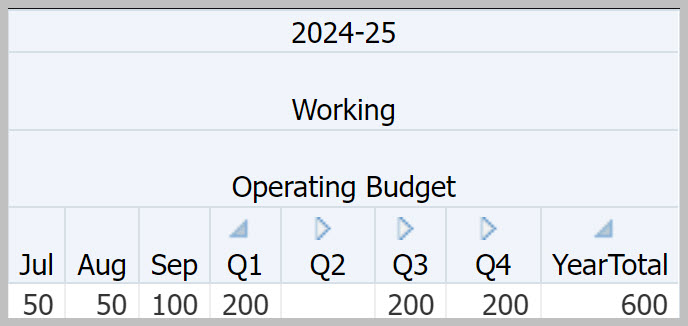 2024-25
Working
Operating Budget
Jul Aug Sep Q1 Q2 Q3 Q4 YearTotal
50 50 100 200 200 200 600